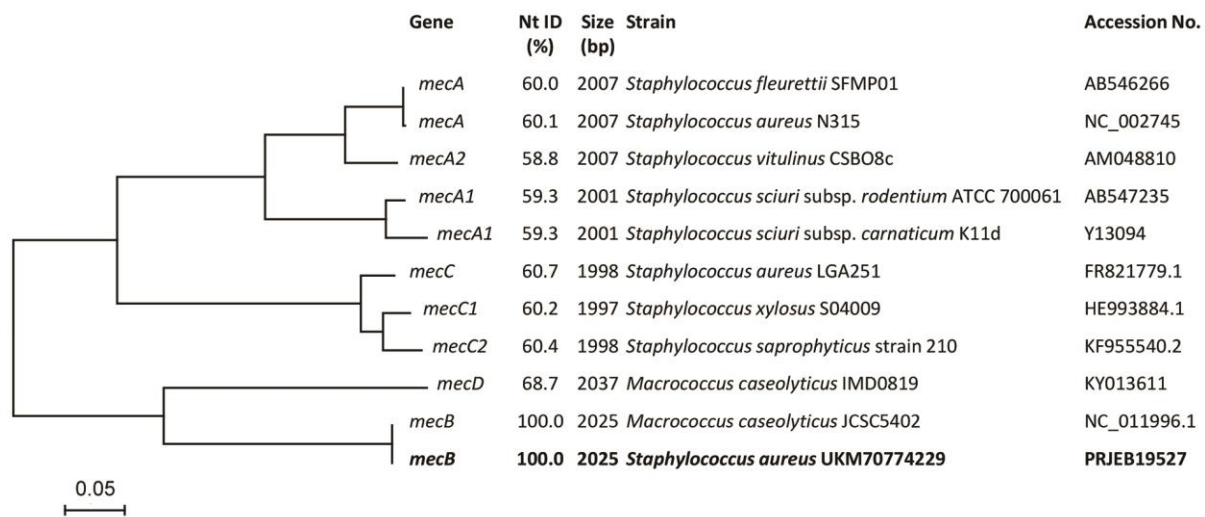 Gene Nt ID Size Strain Accession No.
(%) (bp)
mecA 60.0 2007 Staphylococcus fleurettii SFMP01 AB546266
mecA 60.1 2007 Staphylococcus aureus N315 NC_002745
mecA2 58.8 2007 Staphylococcus vitulinus CSBO8c AM048810
mecA1 59.3 2001 Staphylococcus sciuri subsp. rodentium ATCC 700061 AB547235
mecA1 59.3 2001 Staphylococcus sciuri subsp. carnaticum K11d Y13094
mecC 60.7 1998 Staphylococcus aureus LGA251 FR821779.1
mecC1 60.2 1997 Staphylococcus xylosus S04009 HE993884.1
mecC2 60.4 1998 Staphylococcus saprophyticus strain 210 KF955540.2
mecD 68.7 2037 Macrococcus caseolyticus IMD0819 KY013611
mecB 100.0 2025 Macrococcus caseolyticus JCSC5402 NC_011996.1
mecB 100.0 2025 Staphylococcus aureus UKM70774229 PRJEB19527
0.05